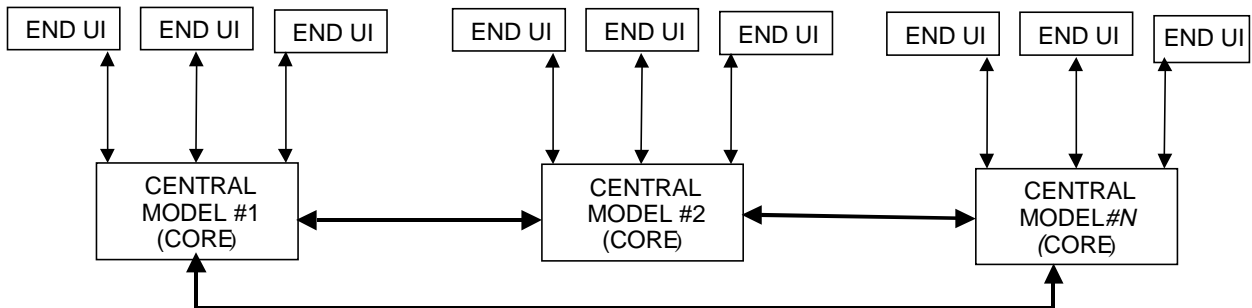 END UI
END UI
END UI
END UI
END UI
END UI
END UI
END UI
END UI
CENTRAL
MODEL #1
(CORE)
CENTRAL
MODEL #2
(CORE)
CENTRAL
MODEL#N
(CORE)